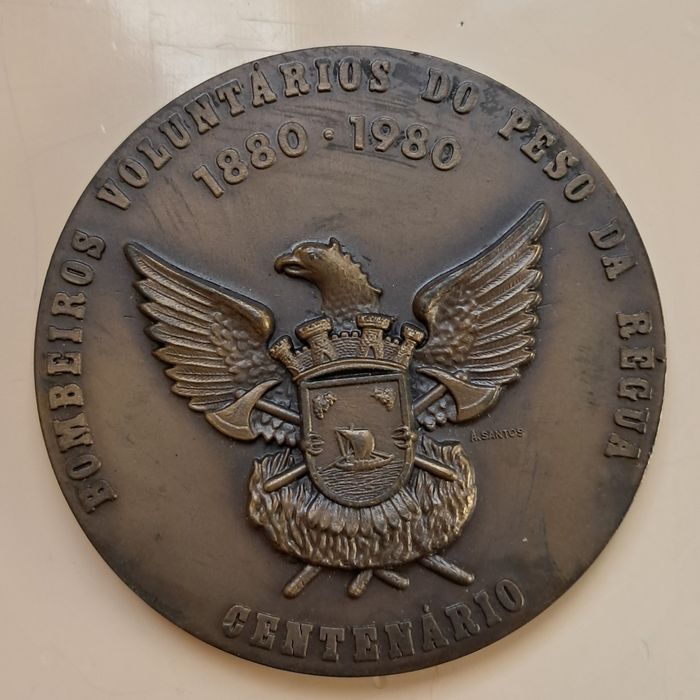 BOMBEIROS VOLUNTÁRIOS DO PESO DA RÉGUA
1880 · 1980
A. SANTOS
CENTENÁRIO